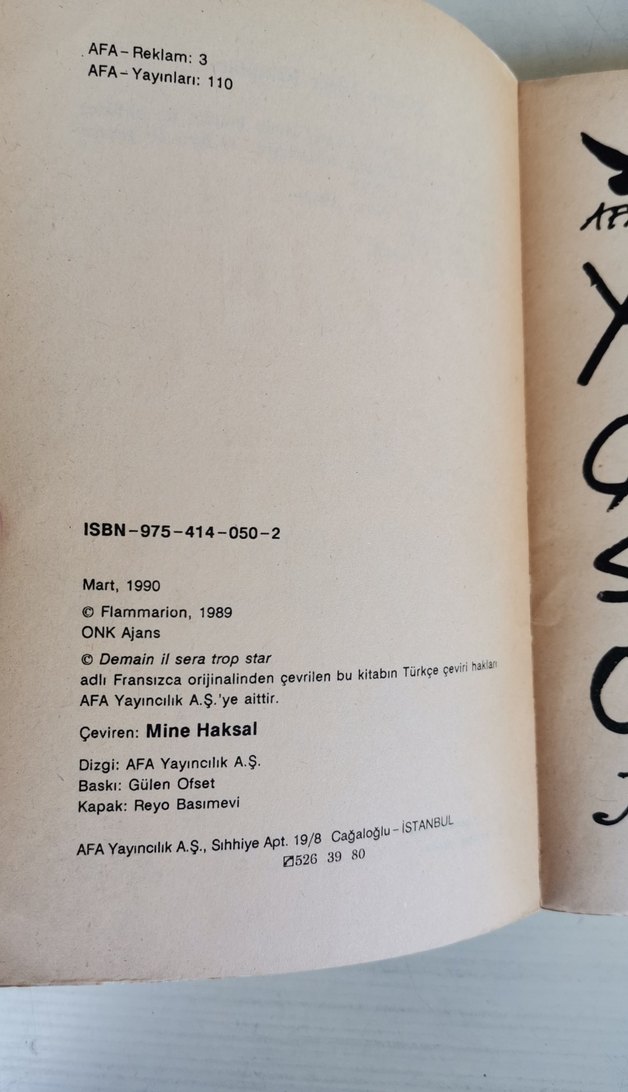 AFA-Reklam: 3
AFA-Yayınları: 110
ISBN-975-414-050-2
Mart, 1990
© Flammarion, 1989
ONK Ajans
© Demain il sera trop star
adlı Fransızca orijinalinden çevrilen bu kitabın Türkçe çeviri hakları
AFA Yayıncılık A.Ş.'ye aittir.
Çeviren: Mine Haksal
Dizgi: AFA Yayıncılık A.Ş.
Baskı: Gülen Ofset
Kapak: Reyo Basımevi
AFA Yayıncılık A.Ş., Sıhhiye Apt. 19/8 Cağaloğlu-İSTANBUL
526 39 80